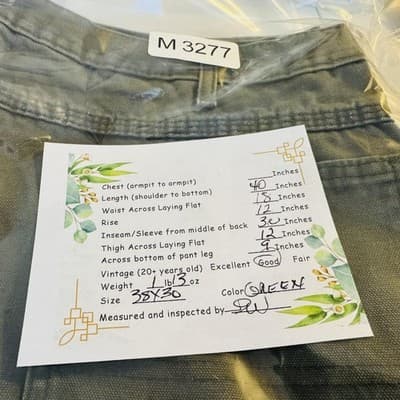 M 3277
Chest (armpit to armpit) ___ Inches
Length (shoulder to bottom) 40 Inches
Waist Across Laying Flat 18 Inches
Rise 12 Inches
Inseam/Sleeve from middle of back 30 Inches
Thigh Across Laying Flat 12 Inches
Across bottom of pant leg 9 Inches
Vintage (20+ years old) Excellent Good Fair
Weight 1 lb 13 oz
Size 38X30 Color GREEN
Measured and inspected by